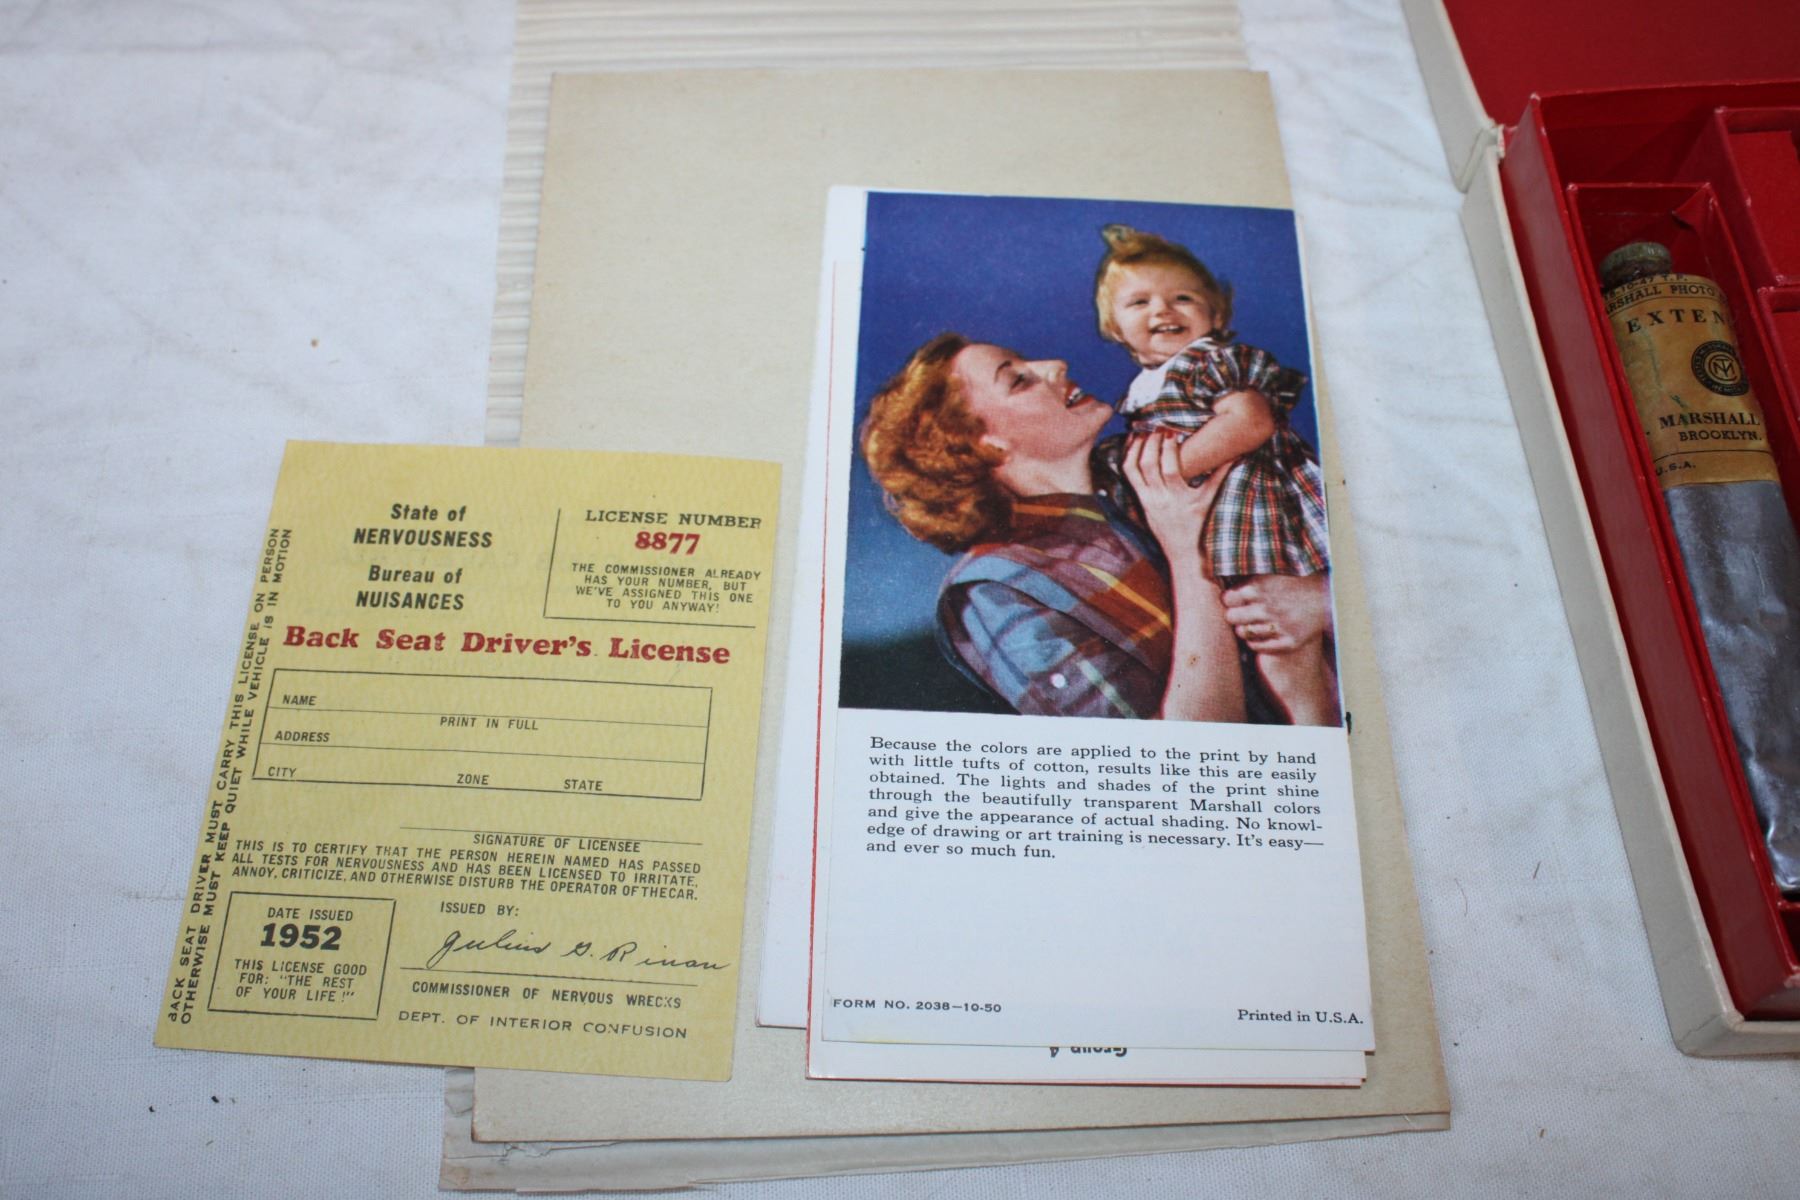 State of
NERVOUSNESS
Bureau of
NUISANCES
LICENSE NUMBER
8877
THE COMMISSIONER ALREADY
HAS YOUR NUMBER, BUT
WE'VE ASSIGNED THIS ONE
TO YOU ANYWAY!
Back Seat Driver's License
NAME
PRINT IN FULL
ADDRESS
CITY ZONE STATE
SIGNATURE OF LICENSEE
THIS IS TO CERTIFY THAT THE PERSON HEREIN NAMED HAS PASSED
ALL TESTS FOR NERVOUSNESS AND HAS BEEN LICENSED TO IRRITATE,
ANNOY, CRITICIZE, AND OTHERWISE DISTURB THE OPERATOR OF THE CAR.
DATE ISSUED
1952
THIS LICENSE GOOD
FOR: "THE REST
OF YOUR LIFE!"
ISSUED BY:
Julius G. Rinan
COMMISSIONER OF NERVOUS WRECKS
DEPT. OF INTERIOR CONFUSION
BACK SEAT DRIVER MUST CARRY THIS LICENSE ON PERSON
OTHERWISE MUST KEEP QUIET WHILE VEHICLE IS IN MOTION
Because the colors are applied to the print by hand
with little tufts of cotton, results like this are easily
obtained. The lights and shades of the print shine
through the beautifully transparent Marshall colors
and give the appearance of actual shading. No knowl-
edge of drawing or art training is necessary. It's easy—
and ever so much fun.
FORM NO. 2038—10-50
Printed in U.S.A.
Group 4
MARSHALL PHOTO
EXTEN
MARSHALL
BROOKLYN.
U.S.A.